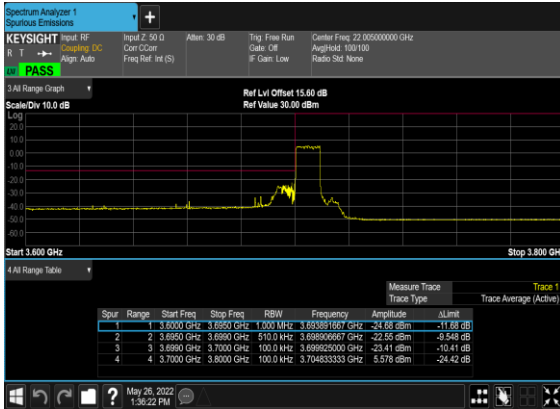 Spectrum Analyzer 1
Spurious Emissions
KEYSIGHT Input: RF Input Z: 50 Ω Atten: 30 dB Trig: Free Run Center Freq: 22.005000000 GHz
R T Coupling: DC Corr CCorr Gate: Off Avg|Hold: 100/100
Align: Auto Freq Ref: Int (S) IF Gain: Low Radio Std: None
PASS
3 All Range Graph
Ref Lvl Offset 15.60 dB
Scale/Div 10.0 dB Ref Value 30.00 dBm
Log
20.0
10.0
0.00
-10.0
-20.0
-30.0
-40.0
-50.0
-60.0
Start 3.600 GHz Stop 3.800 GH
4 All Range Table
Measure Trace Trace 1
Trace Type Trace Average (Active)
Spur Range Start Freq Stop Freq RBW Frequency Amplitude ΔLimit
1 1 3.6000 GHz 3.6950 GHz 1.000 MHz 3.693891667 GHz -24.68 dBm -11.68 dB
2 2 3.6950 GHz 3.6990 GHz 510.0 kHz 3.698906667 GHz -22.55 dBm -9.548 dB
3 3 3.6990 GHz 3.7000 GHz 100.0 kHz 3.699925000 GHz -23.41 dBm -10.41 dB
4 4 3.7000 GHz 3.8000 GHz 100.0 kHz 3.704833333 GHz 5.578 dBm -24.42 dB
May 26, 2022
1:36:22 PM